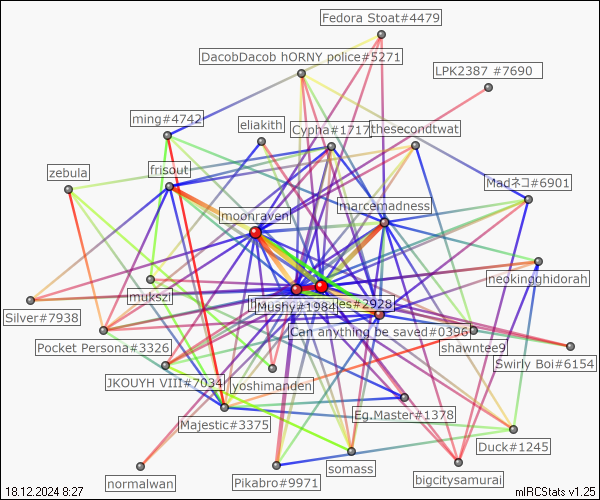 Fedora Stoat#4479
DacobDacob hORNY police#5271
LPK2387 #7690
ming#4742
eliakith
Cypha#1717
thesecondtwat
zebula
frisout
Madネコ#6901
moonraven
marcemadness
neokingghidorah
mukszi
Mushy#1984
es#2928
Silver#7938
Can anything be saved#0396
Pocket Persona#3326
shawntee9
Swirly Boi#6154
JKOUYH VIII#7034
yoshimanden
Majestic#3375
Eg.Master#1378
Duck#1245
normalwan
Pikabro#9971
somass
bigcitysamurai
18.12.2024 8:27
mIRCStats v1.25